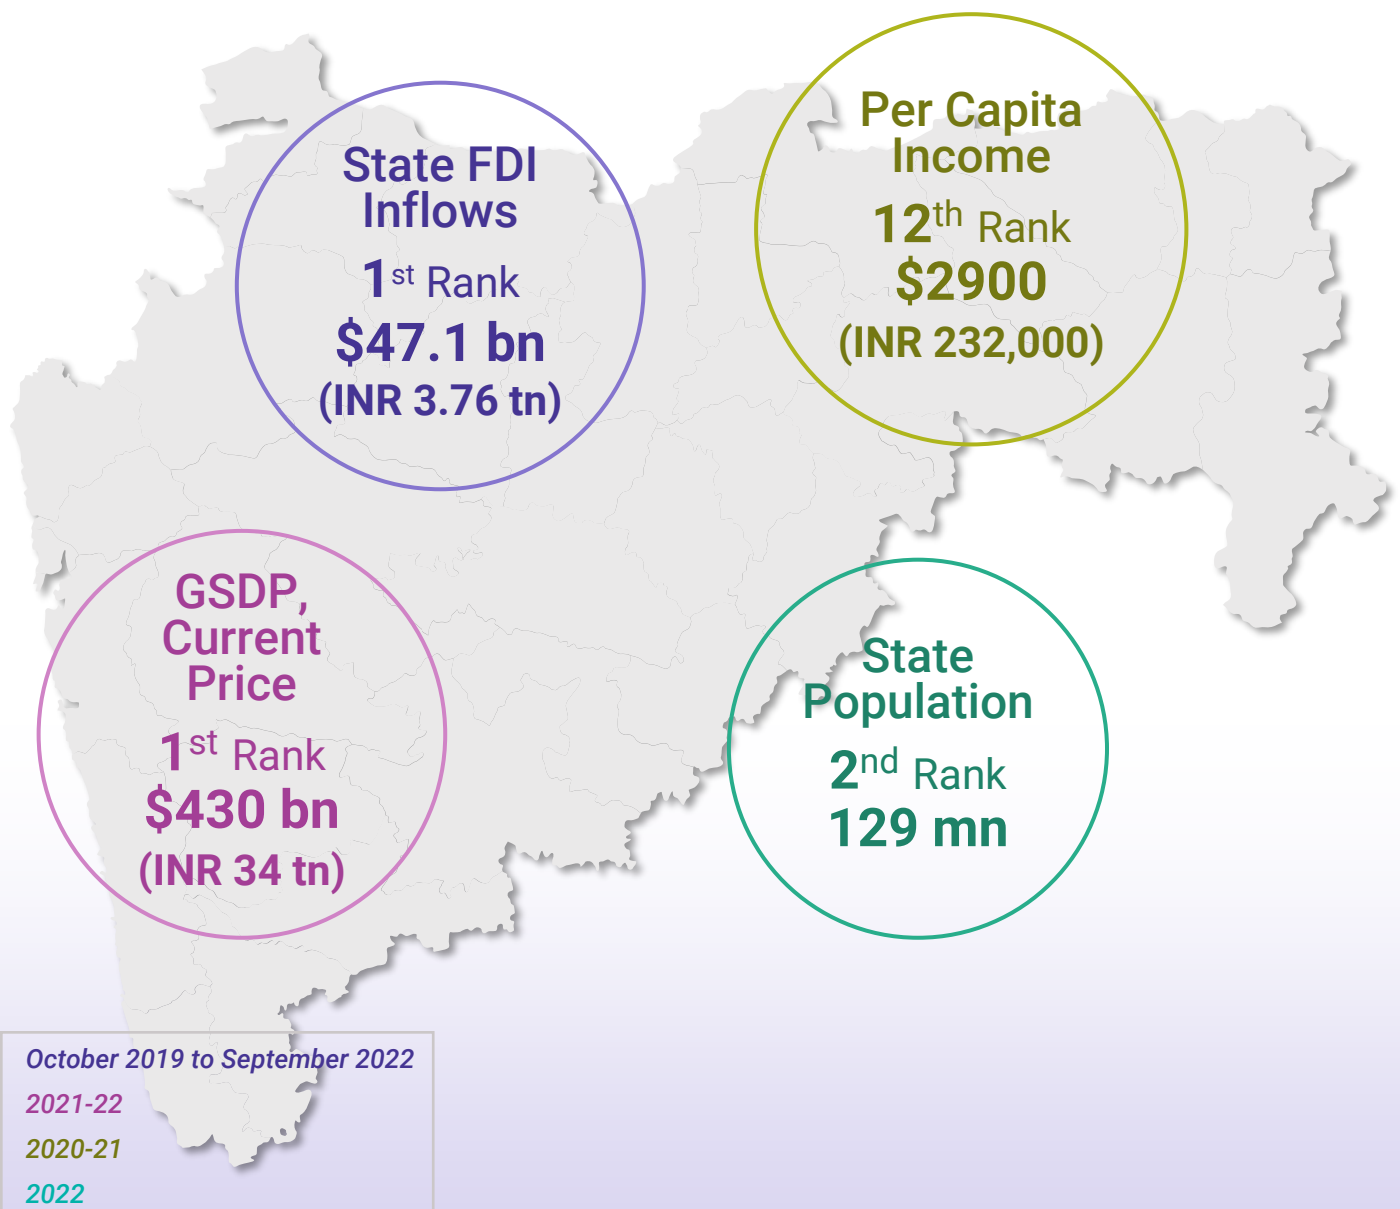 State FDI
Inflows
1st Rank
$47.1 bn
(INR 3.76 tn)
Per Capita
Income
12th Rank
$2900
(INR 232,000)
GSDP,
Current
Price
1st Rank
$430 bn
(INR 34 tn)
State
Population
2nd Rank
129 mn
October 2019 to September 2022
2021-22
2020-21
2022